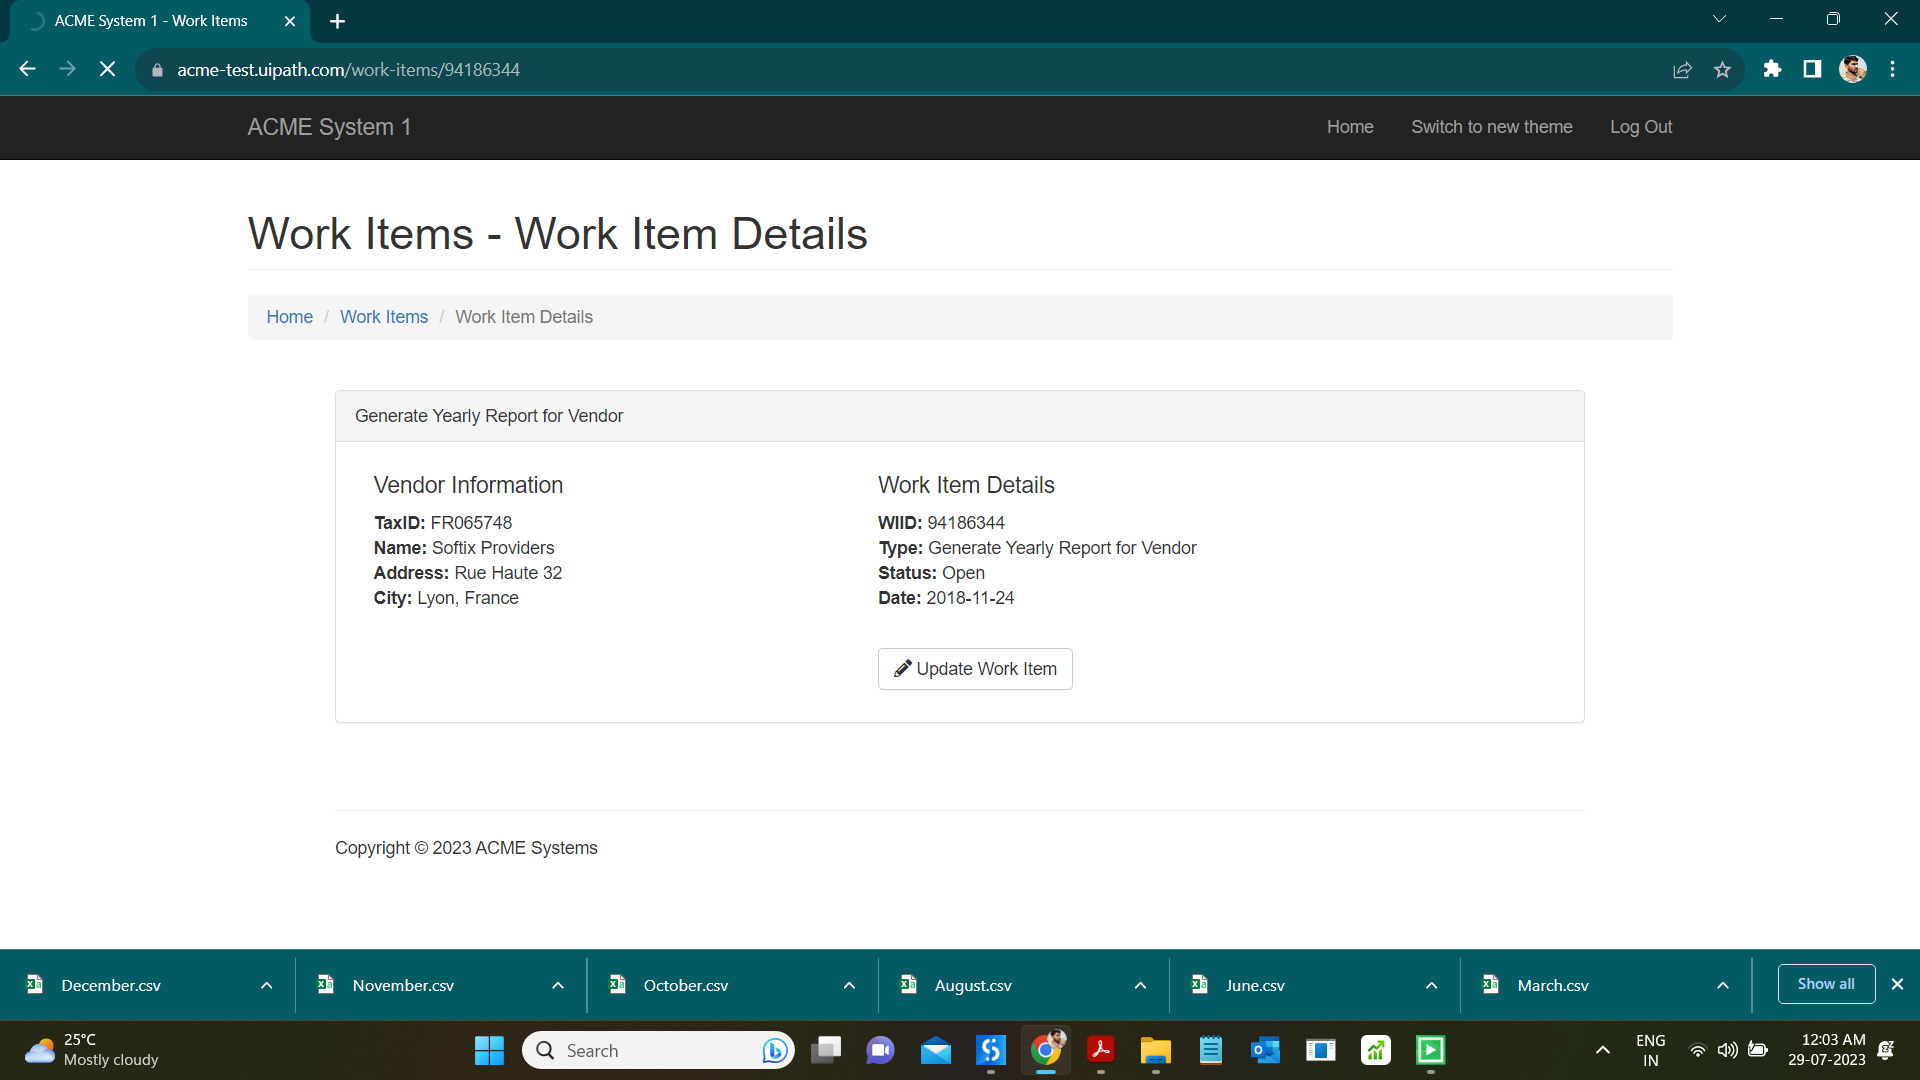 ACME System 1 - Work Items
acme-test.uipath.com/work-items/94186344
ACME System 1
Home
Switch to new theme
Log Out
Work Items - Work Item Details
Home / Work Items / Work Item Details
Generate Yearly Report for Vendor
Vendor Information
TaxID: FR065748
Name: Softix Providers
Address: Rue Haute 32
City: Lyon, France
Work Item Details
WIID: 94186344
Type: Generate Yearly Report for Vendor
Status: Open
Date: 2018-11-24
Update Work Item
Copyright © 2023 ACME Systems
December.csv
November.csv
October.csv
August.csv
June.csv
March.csv
Show all
25°C
Mostly cloudy
Search
ENG
IN
12:03 AM
29-07-2023